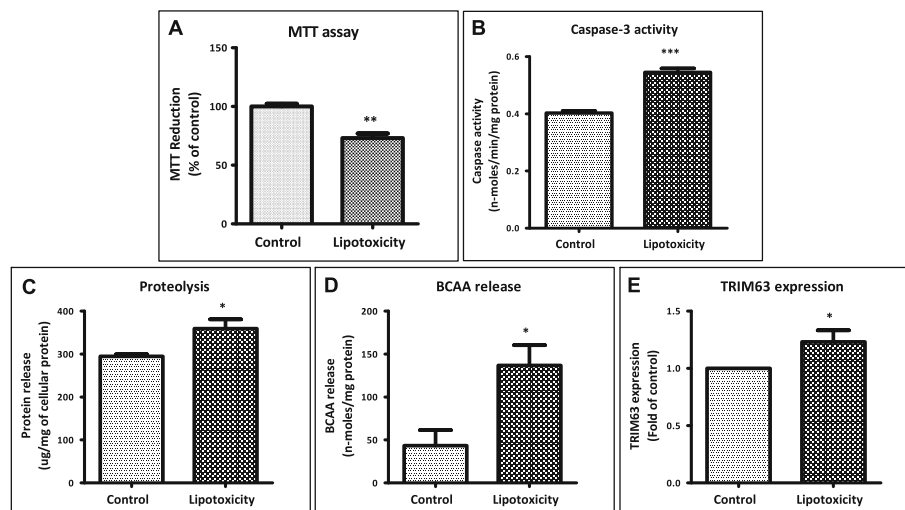 A
MTT assay
MTT Reduction
(% of control)
150
100
50
0
**
Control
Lipotoxicity
B
Caspase-3 activity
Caspase activity
(n-moles/min/mg protein)
0.6
0.4
0.2
0.0
***
Control
Lipotoxicity
C
Proteolysis
Protein release
(ug/mg of cellular protein)
400
300
200
100
0
*
Control
Lipotoxicity
D
BCAA release
BCAA release
(n-moles/mg protein)
200
150
100
50
0
*
Control
Lipotoxicity
E
TRIM63 expression
TRIM63 expression
(Fold of control)
1.5
1.0
0.5
0.0
*
Control
Lipotoxicity